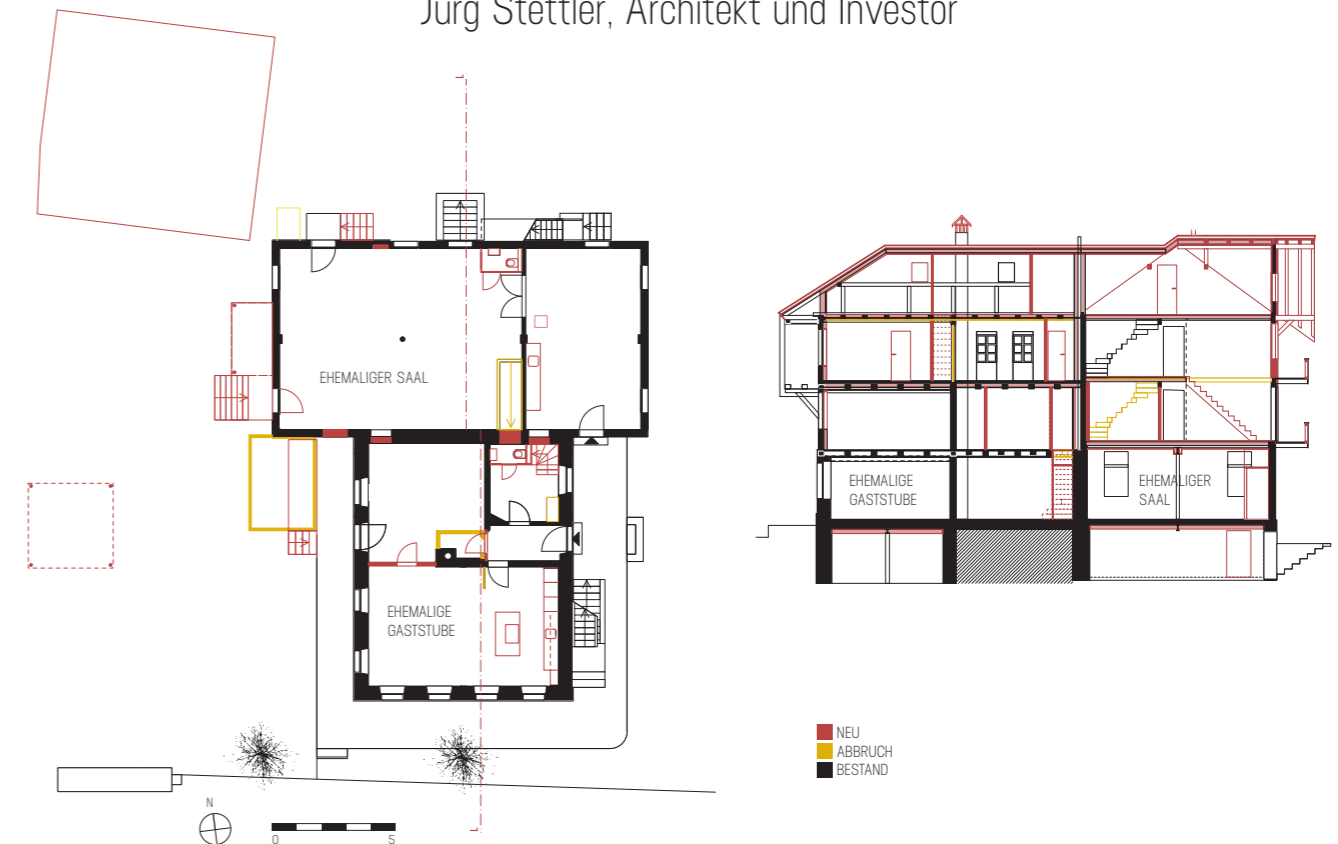 Jürg Stettler, Architekt und Investor
EHEMALIGER SAAL
EHEMALIGE
GASTSTUBE
N
0 5
EHEMALIGE
GASTSTUBE
EHEMALIGER
SAAL
NEU
ABBRUCH
BESTAND